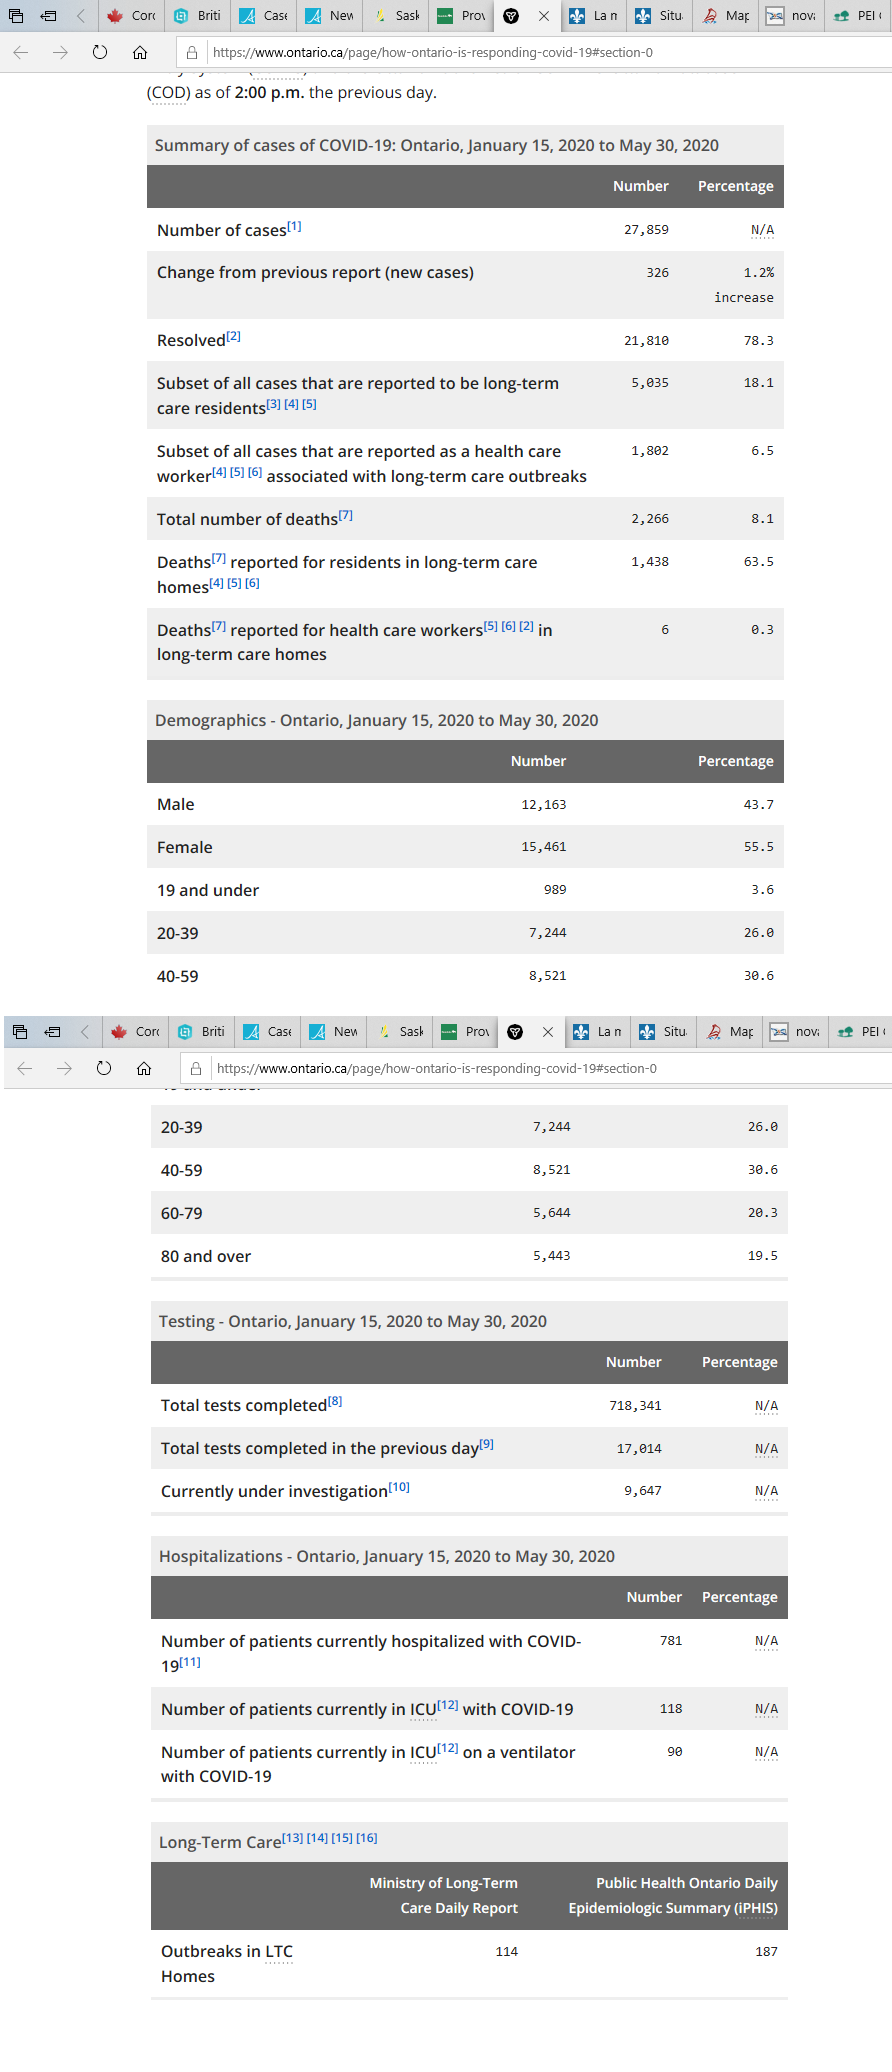 Corc
Briti
Case
New
Sask
Prov
La m
Situ
Map
nova
PEI
https://www.ontario.ca/page/how-ontario-is-responding-covid-19#section-0
(COD) as of 2:00 p.m. the previous day.
Summary of cases of COVID-19: Ontario, January 15, 2020 to May 30, 2020
Number Percentage
Number of cases[1] 27,859 N/A
Change from previous report (new cases) 326 1.2%
increase
Resolved[2] 21,810 78.3
Subset of all cases that are reported to be long-term 5,035 18.1
care residents[3] [4] [5]
Subset of all cases that are reported as a health care 1,802 6.5
worker[4] [5] [6] associated with long-term care outbreaks
Total number of deaths[7] 2,266 8.1
Deaths[7] reported for residents in long-term care 1,438 63.5
homes[4] [5] [6]
Deaths[7] reported for health care workers[5] [6] [2] in 6 0.3
long-term care homes
Demographics - Ontario, January 15, 2020 to May 30, 2020
Number Percentage
Male 12,163 43.7
Female 15,461 55.5
19 and under 989 3.6
20-39 7,244 26.0
40-59 8,521 30.6
Corc
Briti
Case
New
Sask
Prov
La m
Situ
Map
nova
PEI
https://www.ontario.ca/page/how-ontario-is-responding-covid-19#section-0
20-39 7,244 26.0
40-59 8,521 30.6
60-79 5,644 20.3
80 and over 5,443 19.5
Testing - Ontario, January 15, 2020 to May 30, 2020
Number Percentage
Total tests completed[8] 718,341 N/A
Total tests completed in the previous day[9] 17,014 N/A
Currently under investigation[10] 9,647 N/A
Hospitalizations - Ontario, January 15, 2020 to May 30, 2020
Number Percentage
Number of patients currently hospitalized with COVID- 781 N/A
19[11]
Number of patients currently in ICU[12] with COVID-19 118 N/A
Number of patients currently in ICU[12] on a ventilator 90 N/A
with COVID-19
Long-Term Care[13] [14] [15] [16]
Ministry of Long-Term Public Health Ontario Daily
Care Daily Report Epidemiologic Summary (iPHIS)
Outbreaks in LTC 114 187
Homes